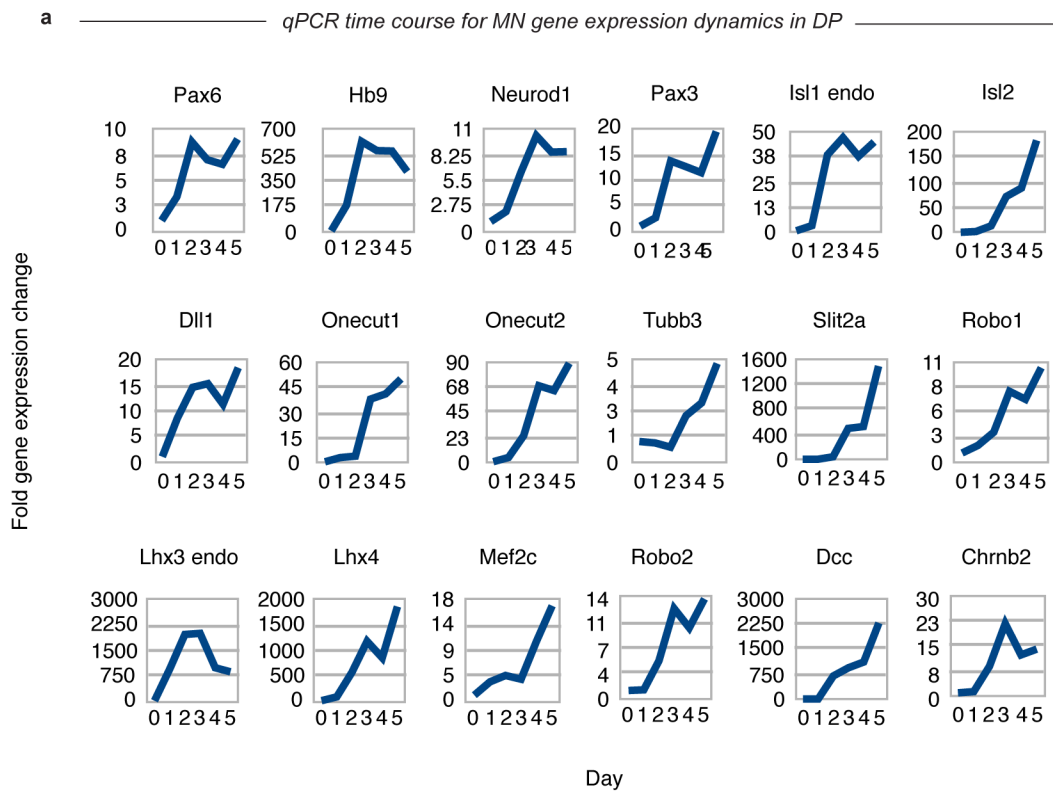 a
qPCR time course for MN gene expression dynamics in DP
Fold gene expression change
Pax6
10
8
5
3
0
0 1 2 3 4 5
Hb9
700
525
350
175
0
0 1 2 3 4 5
Neurod1
11
8.25
5.5
2.75
0
0 1 2 3 4 5
Pax3
20
15
10
5
0
0 1 2 3 4 5
Isl1 endo
50
38
25
13
0
0 1 2 3 4 5
Isl2
200
150
100
50
0
0 1 2 3 4 5
Dll1
20
15
10
5
0
0 1 2 3 4 5
Onecut1
60
45
30
15
0
0 1 2 3 4 5
Onecut2
90
68
45
23
0
0 1 2 3 4 5
Tubb3
5
4
3
1
0
0 1 2 3 4 5
Slit2a
1600
1200
800
400
0
0 1 2 3 4 5
Robo1
11
8
6
3
0
0 1 2 3 4 5
Lhx3 endo
3000
2250
1500
750
0
0 1 2 3 4 5
Lhx4
2000
1500
1000
500
0
0 1 2 3 4 5
Mef2c
18
14
9
5
0
0 1 2 3 4 5
Robo2
14
11
7
4
0
0 1 2 3 4 5
Dcc
3000
2250
1500
750
0
0 1 2 3 4 5
Chrnb2
30
23
15
8
0
0 1 2 3 4 5
Day